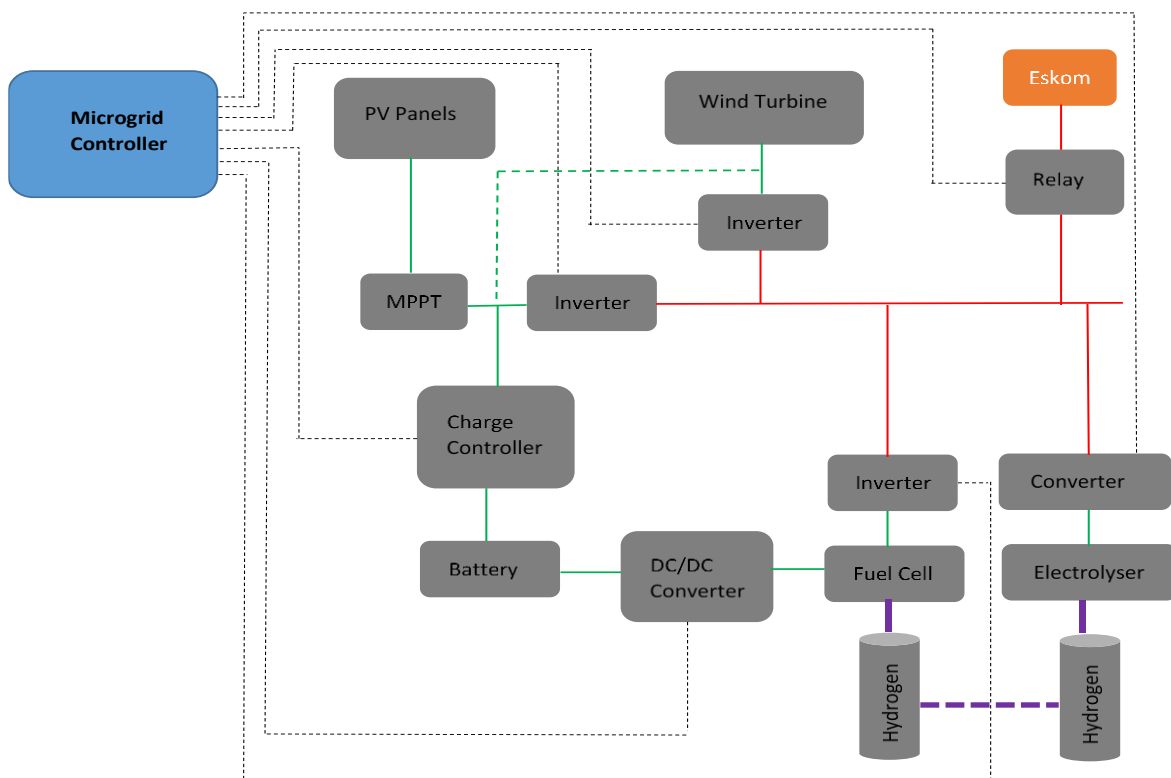 Eskom
Wind Turbine
PV Panels
Microgrid
Controller
Relay
Inverter
MPPT
Inverter
Charge
Controller
Inverter
Converter
Battery
DC/DC
Converter
Fuel Cell
Electrolyser
Hydrogen
Hydrogen